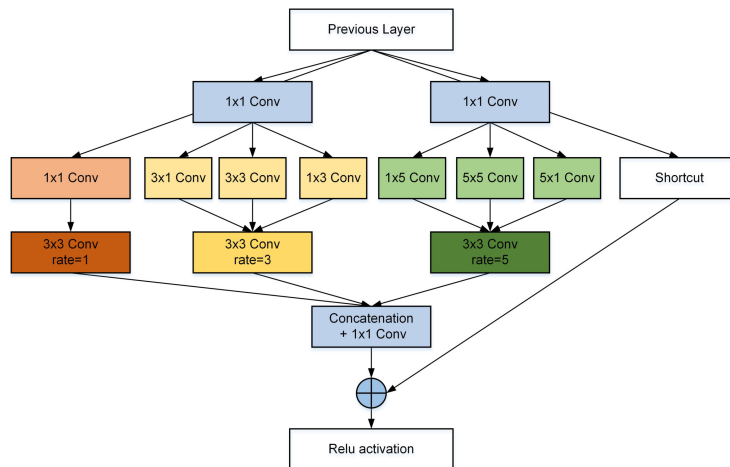 Previous Layer
1x1 Conv
1x1 Conv
1x1 Conv
3x1 Conv
3x3 Conv
1x3 Conv
1x5 Conv
5x5 Conv
5x1 Conv
Shortcut
3x3 Conv
rate=1
3x3 Conv
rate=3
3x3 Conv
rate=5
Concatenation
+ 1x1 Conv
Relu activation